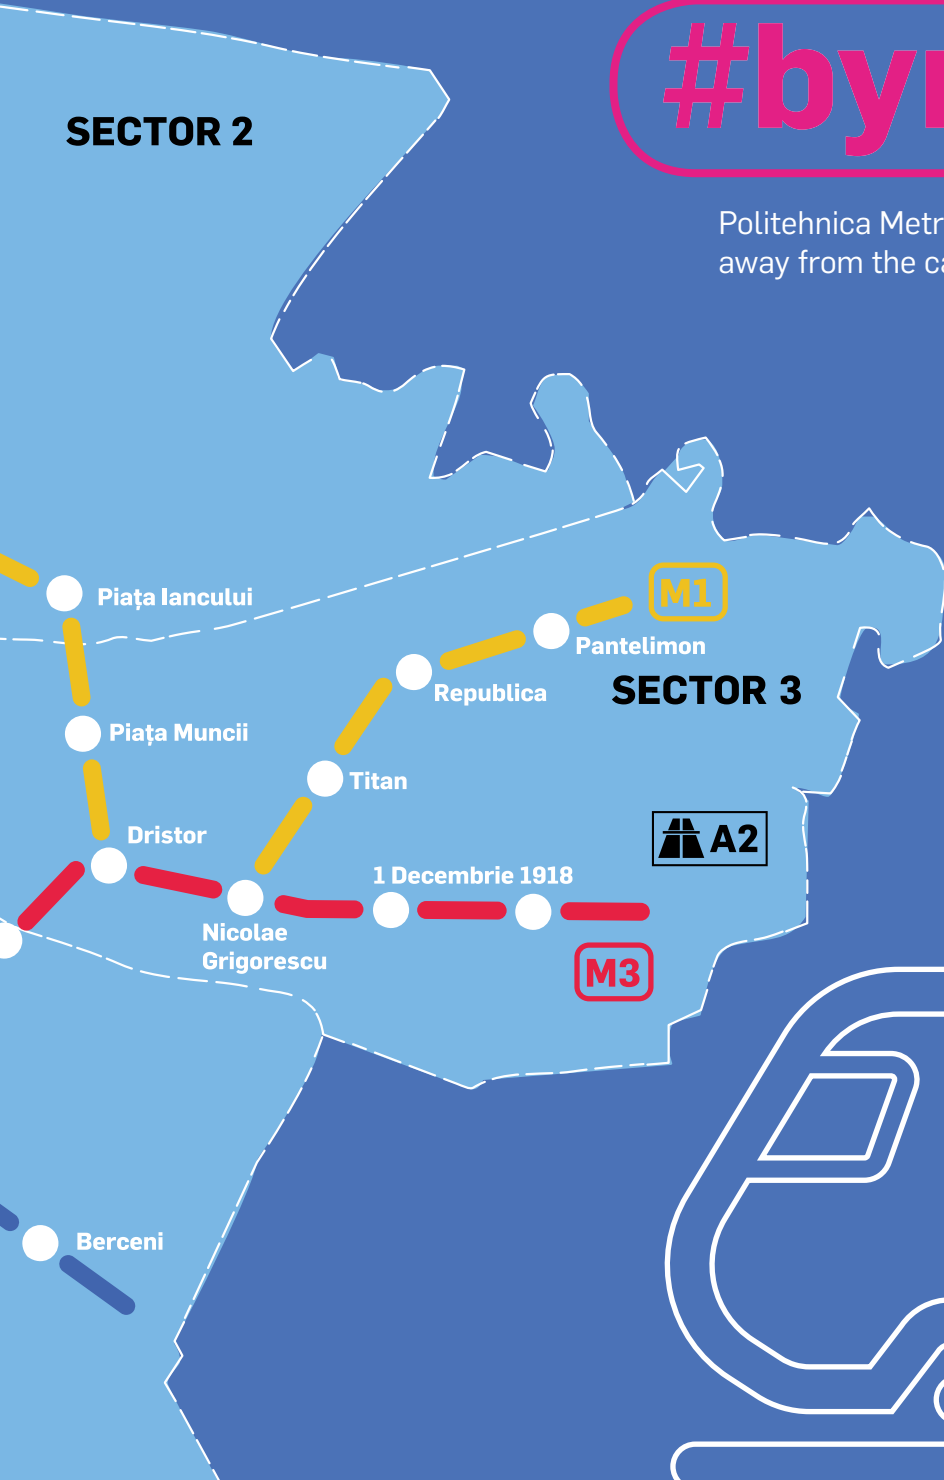 #by
SECTOR 2
Politehnica Metr
away from the ca
Piața Iancului
M1
Pantelimon
Republica
SECTOR 3
Piața Muncii
Titan
Dristor
A2
1 Decembrie 1918
Nicolae
Grigorescu
M3
Berceni